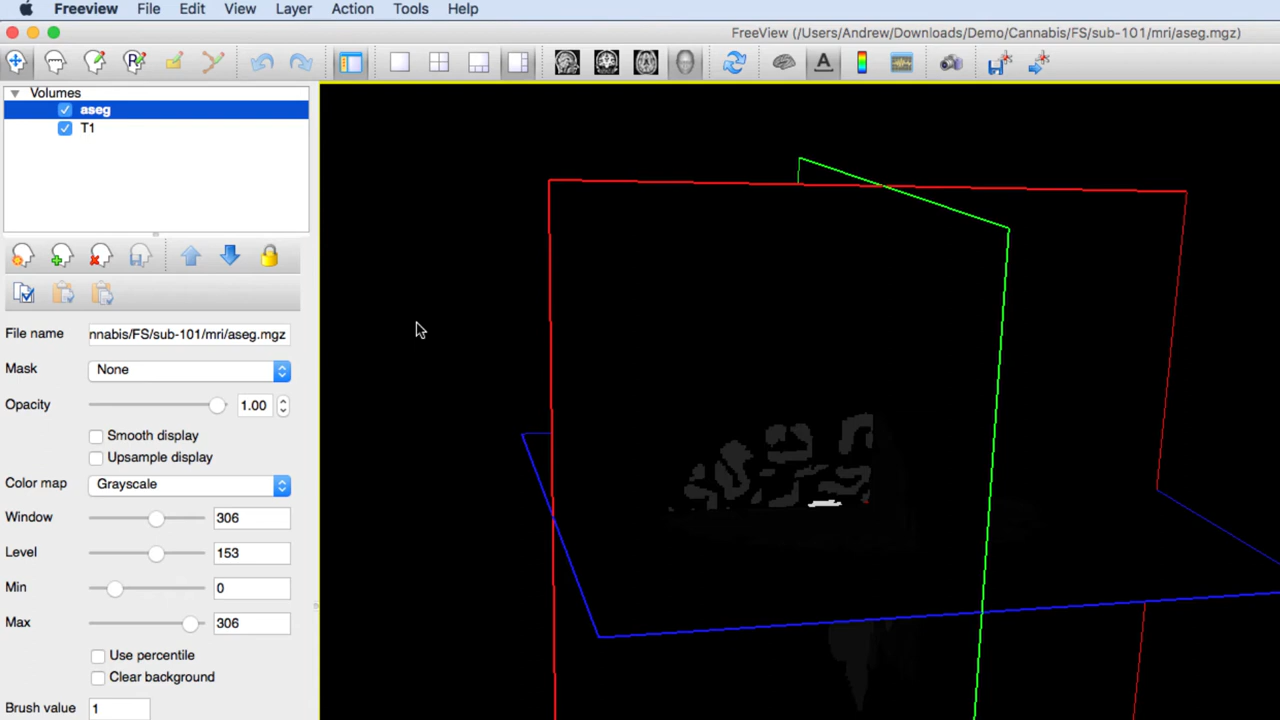 Freeview File Edit View Layer Action Tools Help
FreeView (/Users/Andrew/Downloads/Demo/Cannabis/FS/sub-101/mri/aseg.mgz)
Volumes
aseg
T1
File name nnabis/FS/sub-101/mri/aseg.mgz
Mask None
Opacity 1.00
Smooth display
Upsample display
Color map Grayscale
Window 306
Level 153
Min 0
Max 306
Use percentile
Clear background
Brush value 1